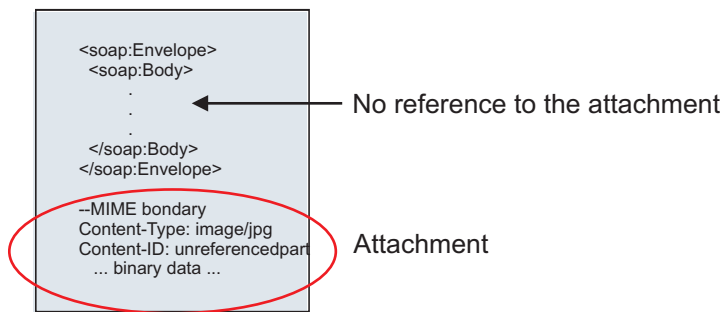 <soap:Envelope>
<soap:Body>
.
.
.
</soap:Body>
</soap:Envelope>
No reference to the attachment
--MIME bondary
Content-Type: image/jpg
Content-ID: unreferencedpart
... binary data ...
Attachment